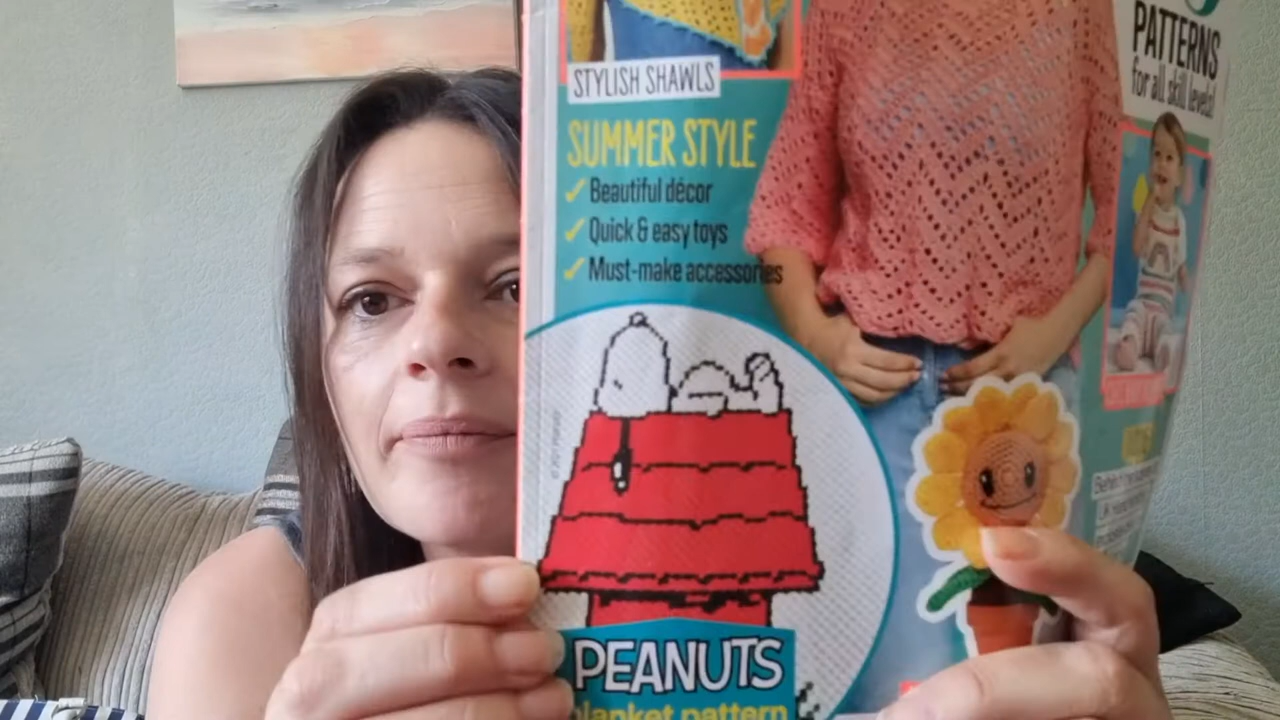 PATTERNS
for all skill levels!
STYLISH SHAWLS
SUMMER STYLE
✓ Beautiful décor
✓ Quick & easy toys
✓ Must-make accessories
PEANUTS
blanket pattern